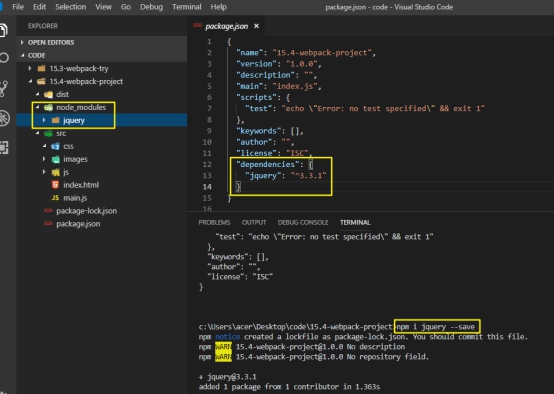 File Edit Selection View Go Debug Terminal Help
package.json - code - Visual Studio Code
EXPLORER
OPEN EDITORS
CODE
15.3-webpack-try
15.4-webpack-project
dist
node_modules
jquery
src
css
images
js
index.html
main.js
package-lock.json
package.json
package.json ×
1 {
2 "name": "15.4-webpack-project",
3 "version": "1.0.0",
4 "description": "",
5 "main": "index.js",
6 "scripts": {
7 "test": "echo \"Error: no test specified\" && exit 1"
8 },
9 "keywords": [],
10 "author": "",
11 "license": "ISC",
12 "dependencies": {
13 "jquery": "^3.3.1"
14 }
15 }
16
PROBLEMS OUTPUT DEBUG CONSOLE TERMINAL
"test": "echo \"Error: no test specified\" && exit 1"
},
"keywords": [],
"author": "",
"license": "ISC"
}
c:\Users\acer\Desktop\code\15.4-webpack-project>npm i jquery --save
npm notice created a lockfile as package-lock.json. You should commit this file.
npm WARN 15.4-webpack-project@1.0.0 No description
npm WARN 15.4-webpack-project@1.0.0 No repository field.
+ jquery@3.3.1
added 1 package from 1 contributor in 1.363s